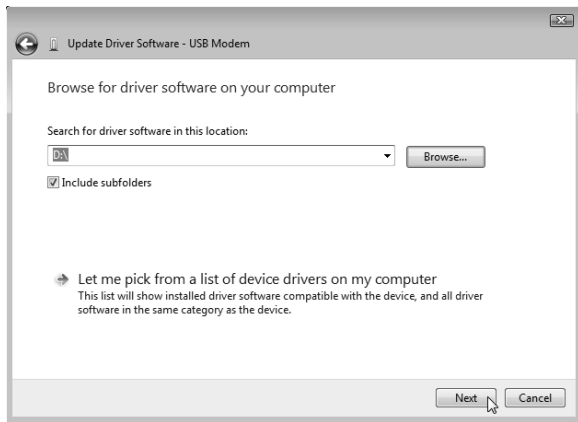 Update Driver Software - USB Modem
Browse for driver software on your computer
Search for driver software in this location:
D:\
Browse...
Include subfolders
Let me pick from a list of device drivers on my computer
This list will show installed driver software compatible with the device, and all driver
software in the same category as the device.
Next
Cancel